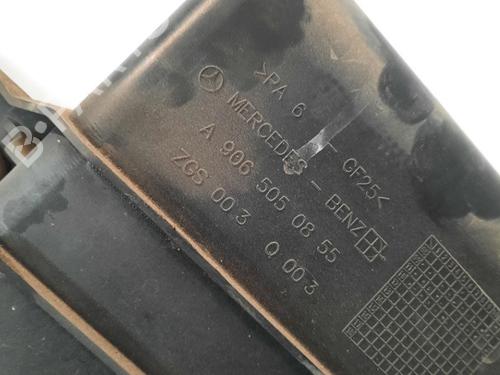 >PA 6 GF25<
MERCEDES-BENZ
A 906 505 08 55
ZGS 003 Q 003